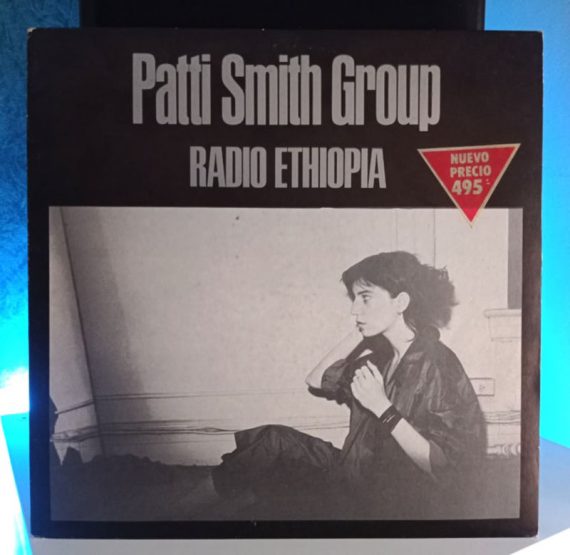 Patti Smith Group
RADIO ETHIOPIA
NUEVO
PRECIO
495